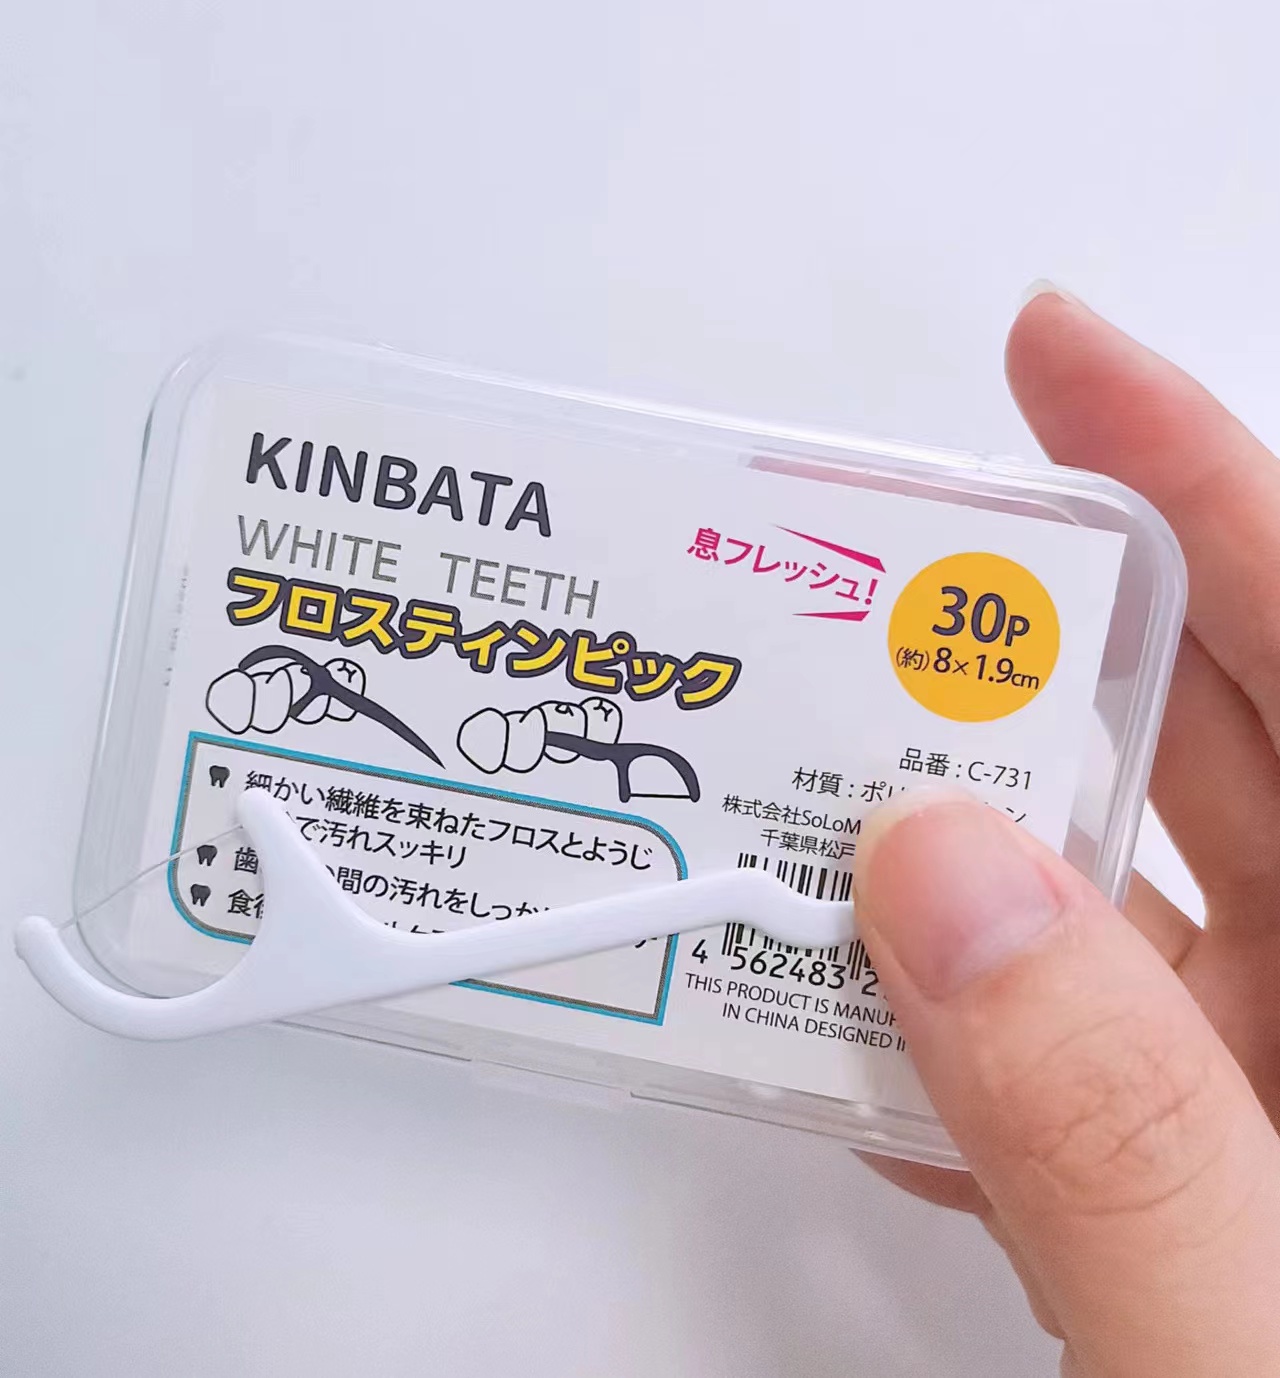 KINBATA
WHITE TEETH
フロスティンピック
息フレッシュ!
30P
(約)8×1.9cm
細かい繊維を束ねたフロスとようじ
で汚れスッキリ
歯 間の汚れをしっか
品番:C-731
材質:ポリ
株式会社SoLoM
千葉県松戸
4 562483 2
THIS PRODUCT IS
IN CHINA DESIGNED